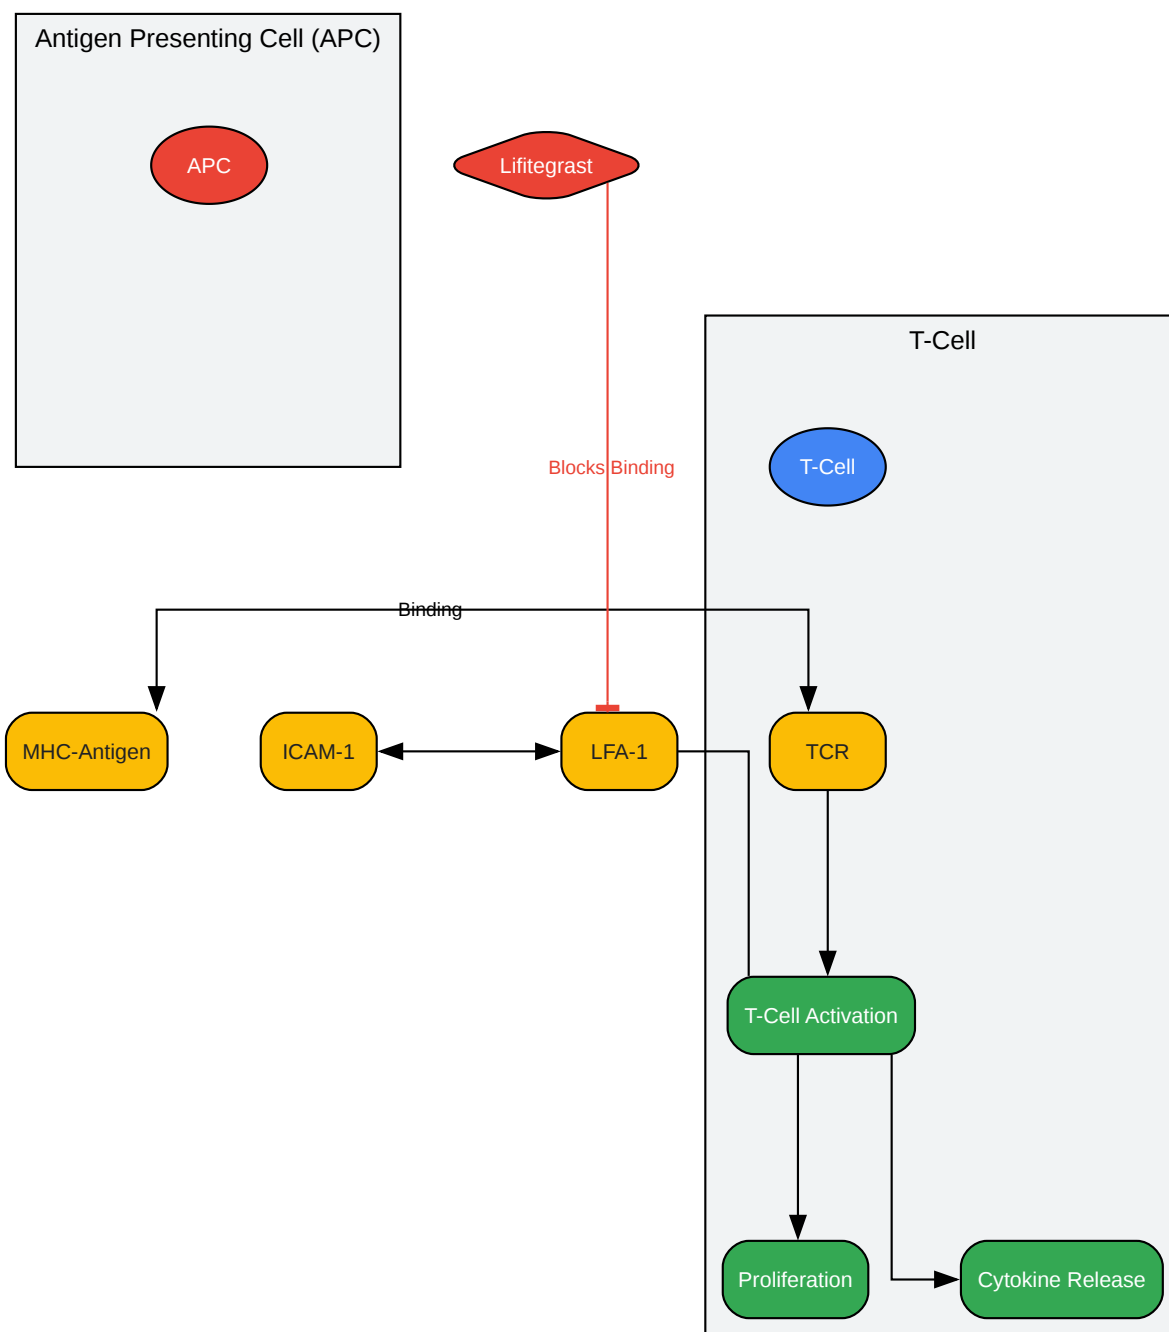 Antigen Presenting Cell (APC)
APC
Lifitegrast
T-Cell
Blocks Binding
T-Cell
Binding
MHC-Antigen
ICAM-1
LFA-1
TCR
T-Cell Activation
Proliferation
Cytokine Release